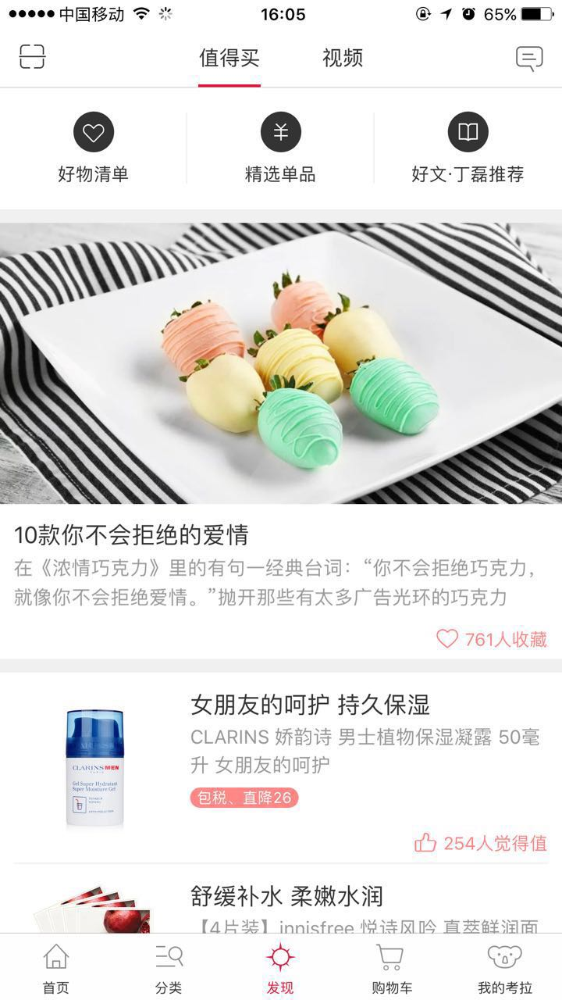 中国移动 16:05 65%
值得买 视频
好物清单 精选单品 好文·丁磊推荐
10款你不会拒绝的爱情
在《浓情巧克力》里的有句一经典台词：“你不会拒绝巧克力，
就像你不会拒绝爱情。”抛开那些有太多广告光环的巧克力
761人收藏
女朋友的呵护 持久保湿
CLARINS 娇韵诗 男士植物保湿凝露 50毫
升 女朋友的呵护
包税、直降26
CLARINSMEN
PARIS
Gel Super Hydratant
Super Moisture Gel
254人觉得值
舒缓补水 柔嫩水润
【4片装】innisfree 悦诗风吟 真萃鲜润面
首页 分类 发现 购物车 我的考拉